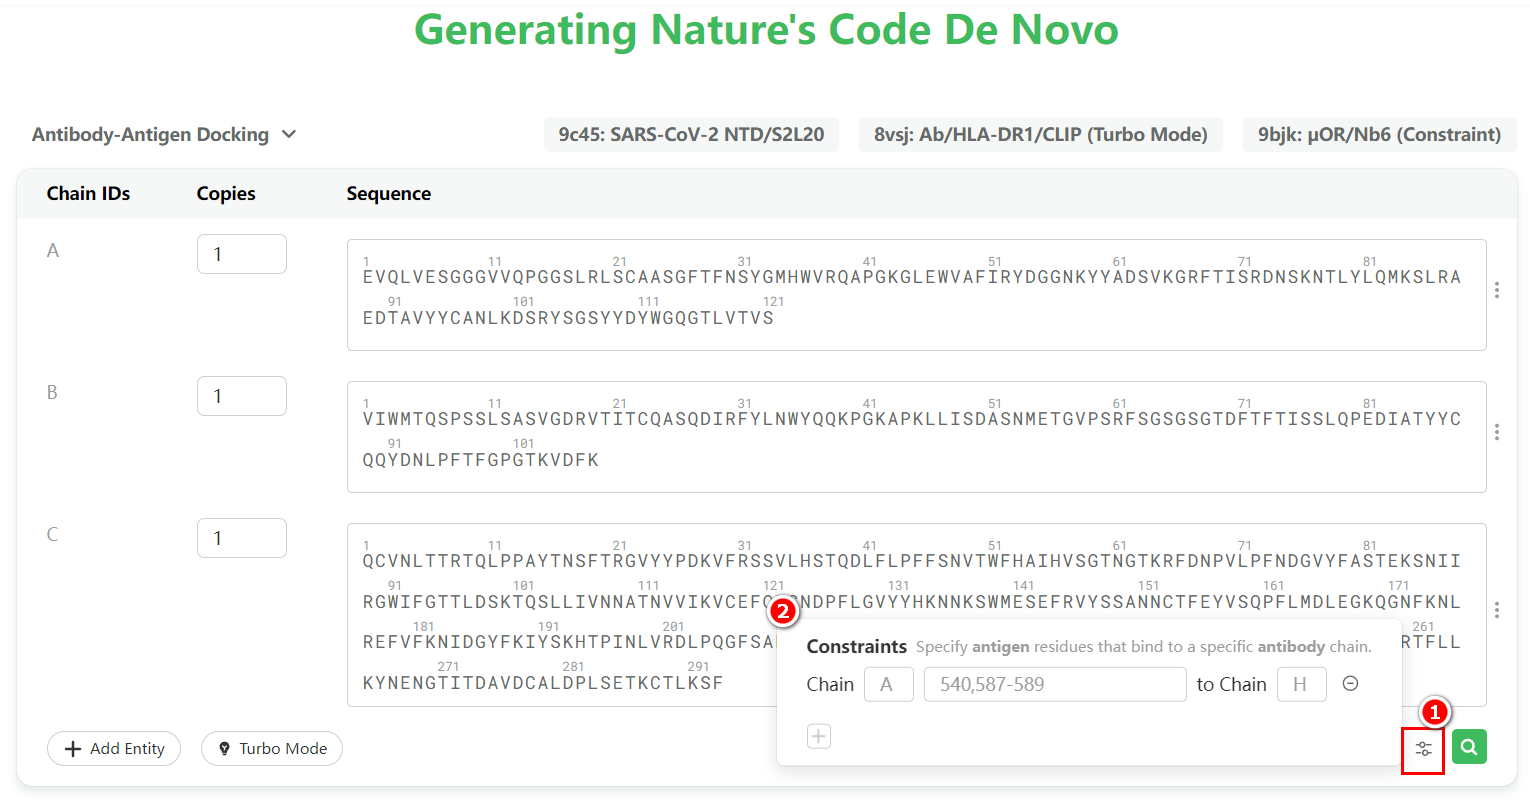 Generating Nature's Code De Novo
Antibody-Antigen Docking
9c45: SARS-CoV-2 NTD/S2L20
8vsj: Ab/HLA-DR1/CLIP (Turbo Mode)
9bjk: μOR/Nb6 (Constraint)
Chain IDs Copies Sequence
A
1
1 11 21 31 41 51 61 71 81
EVQLVESGGGVVQPGGSLRLSCAASGFTFNSYGMHWVRQAPGKGLEWVAFIRYDGGNKYYADSVKGRFTISRDNSKNTLYLQMKSLRA
91 101 111 121
EDTAVYYCANLKDSRYSGSYYDYWGQGTLVTVS
B
1
1 11 21 31 41 51 61 71 81
VIWMTQSPSSLSASVGDRVTITCQASQDIRFYLNWYQQKPGKAPKLLISDASNMETGVPSRFSGSGSGTDFTFTISSLQPEDIATYYC
91 101
QQYDNLPFTFGPGTKVDFK
C
1
1 11 21 31 41 51 61 71 81
QCVNLTTRTQLPPAYTNSFTRGVYYPDKVFRSSVLHSTQDLFLPFFSNVTWFHAIHVSGTNGTKRFDNPVLPFNDGVYFASTEKSNII
91 101 111 121 131 141 151 161 171
RGWIFGTTLDSKTQSLLIVNNATNVVIKVCEFQ NDPFLGVYYHKNNKSWMESEFRVYSSANNCTFEYVSQPFLMDLEGKQGNFKNL
181 191 201 261
REFVFKNIDGYFKIYSKHTPINLVRDLPQGFSA RTFLL
271 281 291
KYNENGTITDAVDCALDPLSETKCTLKSF
2
Constraints Specify antigen residues that bind to a specific antibody chain.
Chain A 540,587-589 to Chain H
1
Add Entity
Turbo Mode